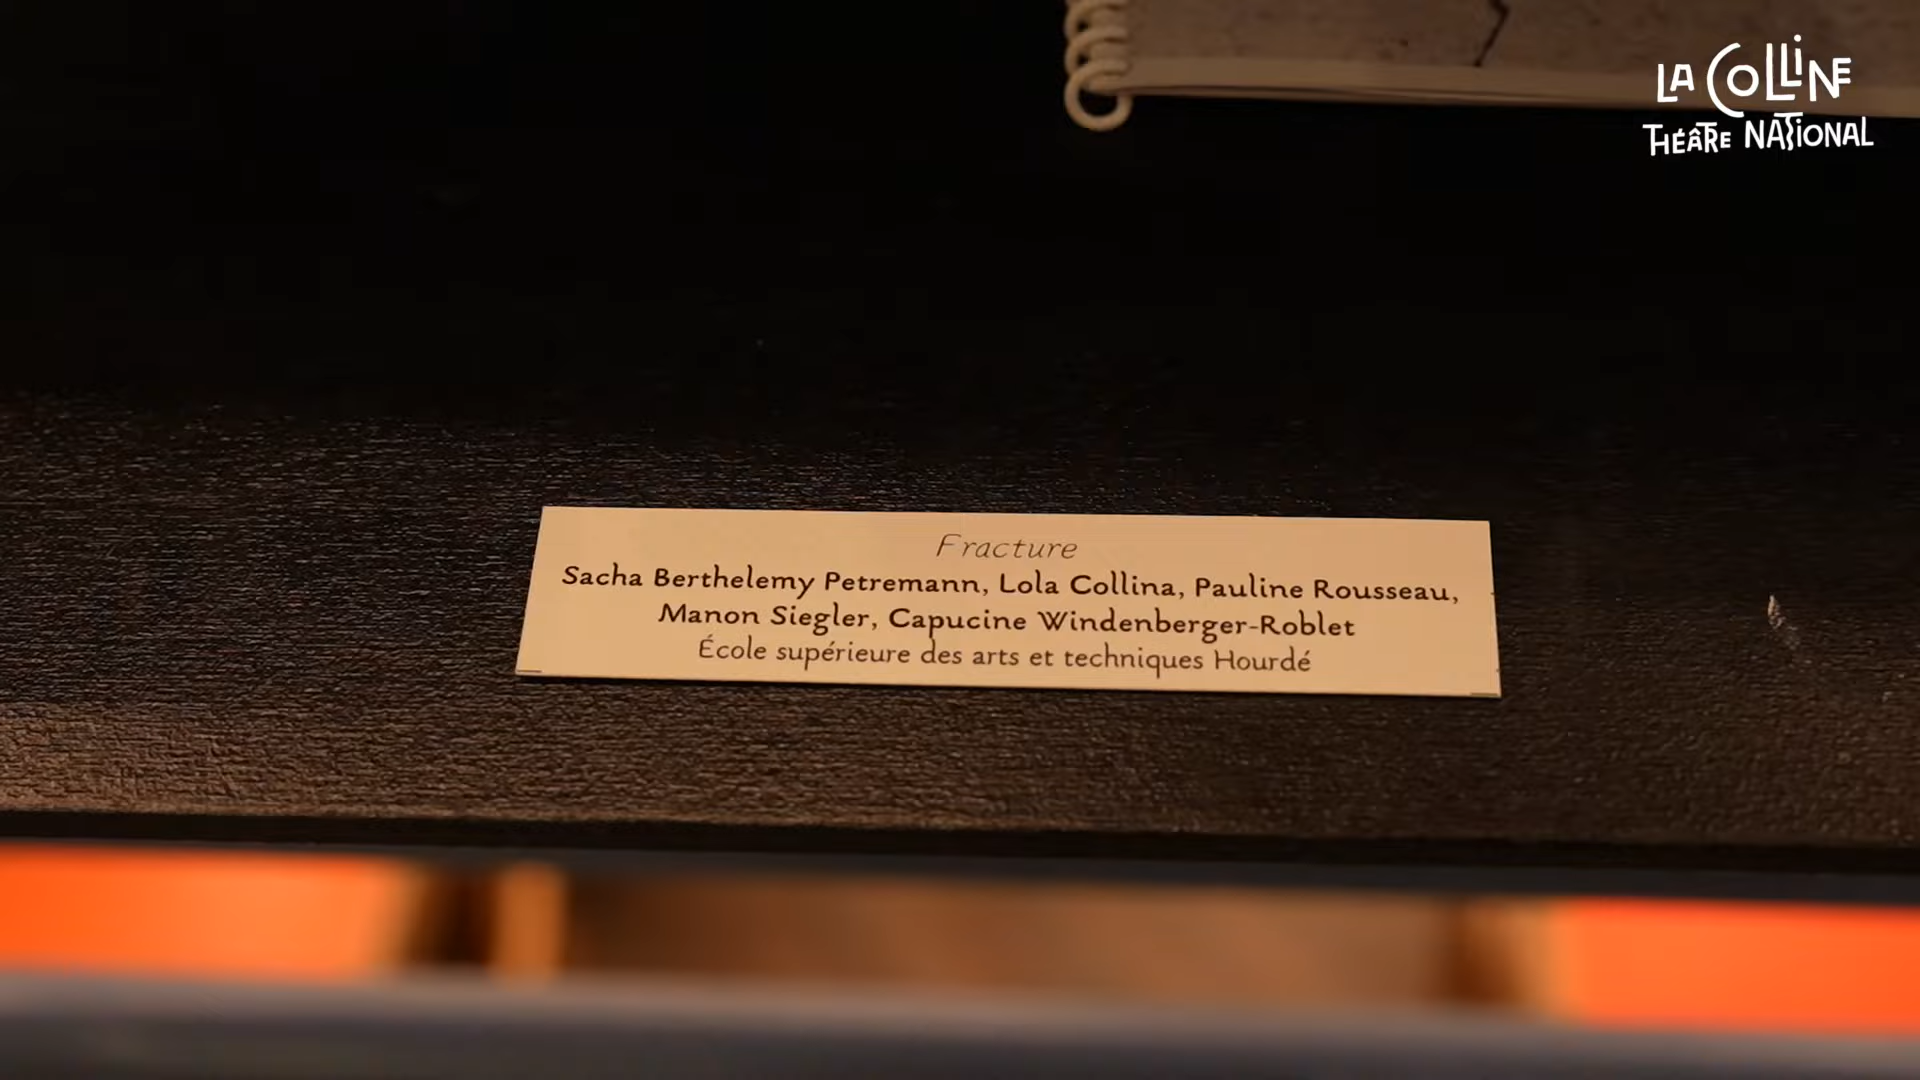 LA COLLiNE
THÉÂTRE NATiONAL
Fracture
Sacha Berthelemy Petremann, Lola Collina, Pauline Rousseau,
Manon Siegler, Capucine Windenberger-Roblet
École supérieure des arts et techniques Hourdé